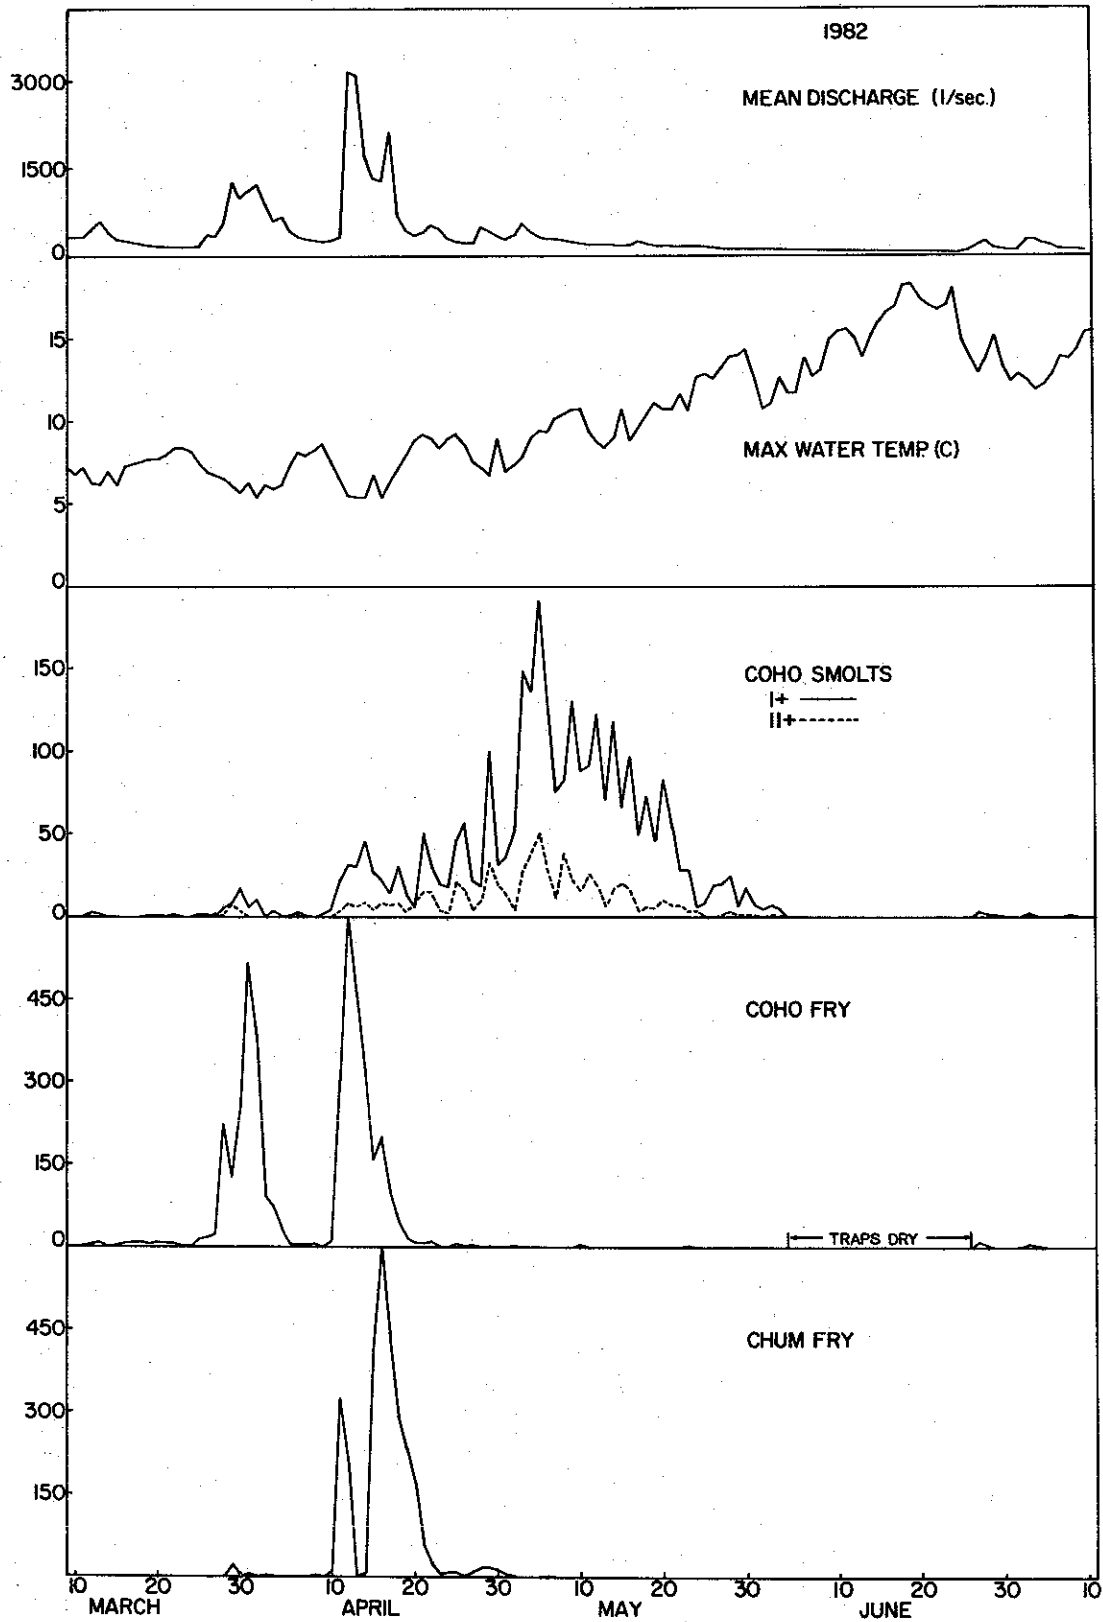 1982
MEAN DISCHARGE (l/sec.)
3000
1500
0
15
10
5
0
MAX WATER TEMP. (C)
150
100
50
0
COHO SMOLTS
I+
II+
450
300
150
0
COHO FRY
TRAPS DRY
450
300
150
CHUM FRY
10 20 30 10 20 30 10 20 30 10 20 30 10
MARCH APRIL MAY JUNE